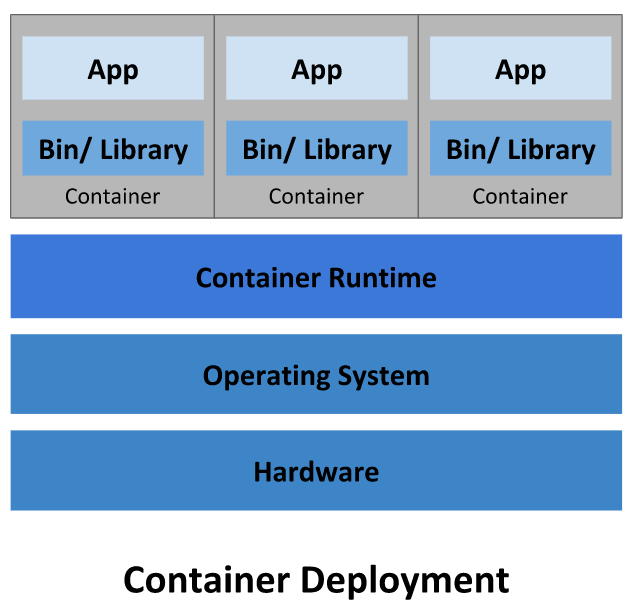 App App App
Bin/ Library Bin/ Library Bin/ Library
Container Container Container
Container Runtime
Operating System
Hardware
Container Deployment